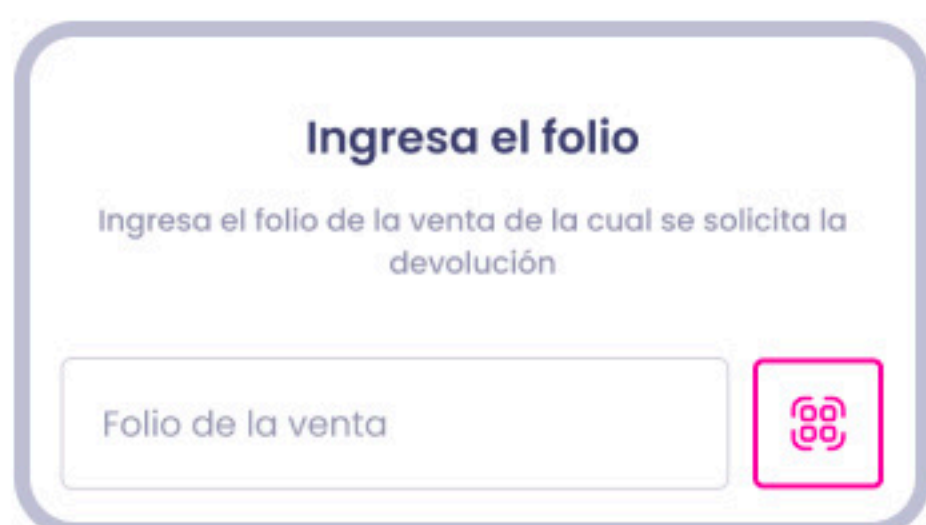 Ingresa el folio
Ingresa el folio de la venta de la cual se solicita la
devolución
Folio de la venta